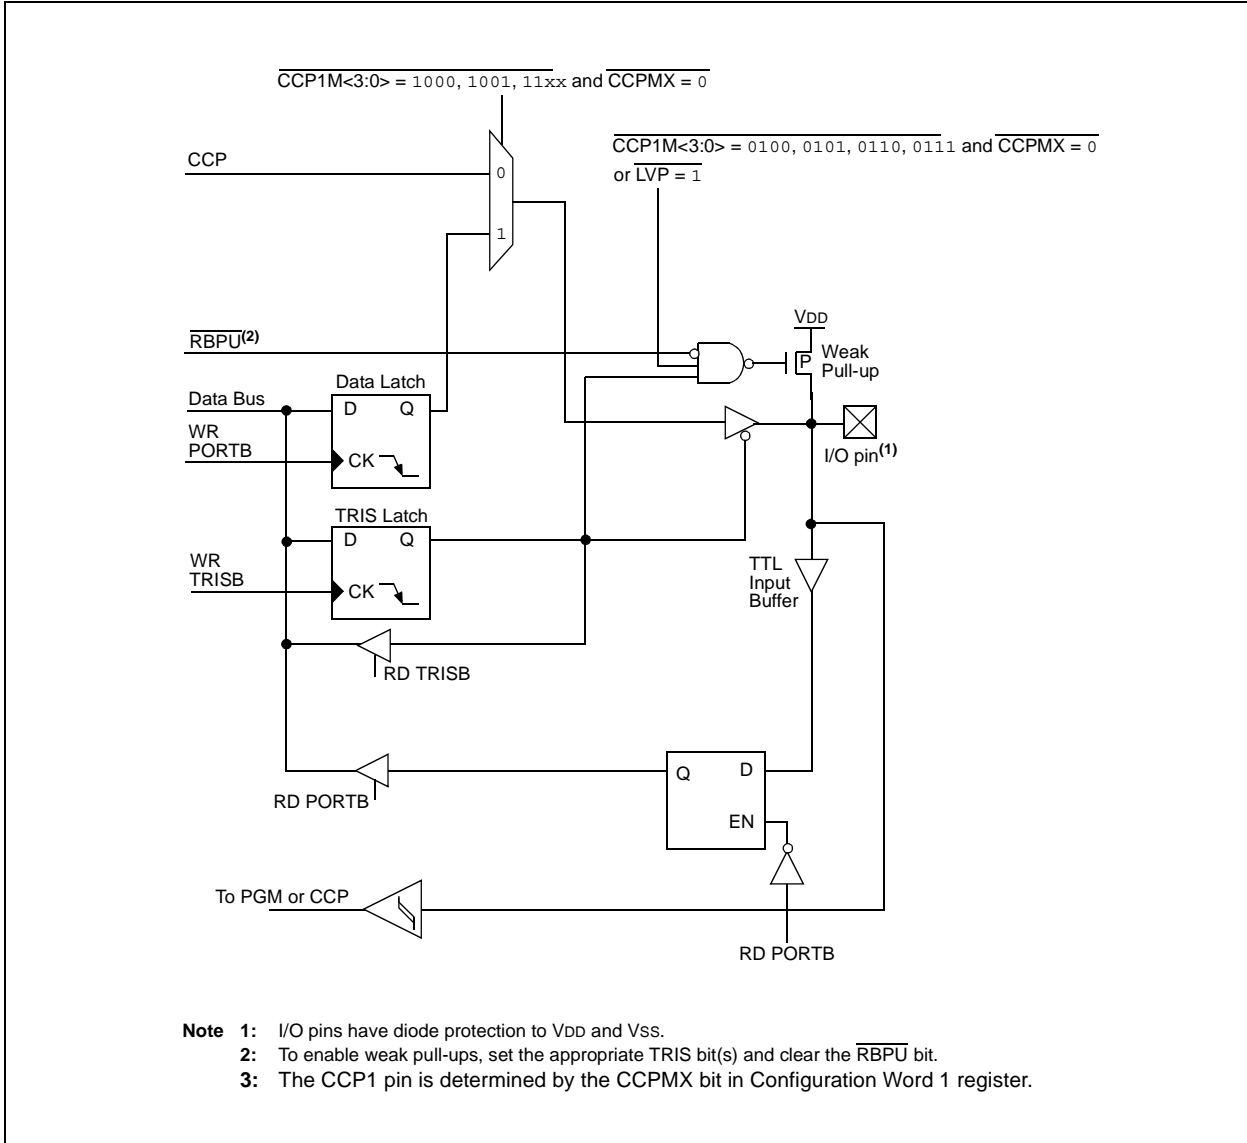 CCP1M<3:0> = 1000, 1001, 11xx and CCPMX = 0
CCP1M<3:0> = 0100, 0101, 0110, 0111 and CCPMX = 0
or LVP = 1
CCP
0
1
VDD
RBPU(2)
P
Weak
Pull-up
Data Latch
Data Bus
D Q
WR
PORTB
CK
I/O pin(1)
TRIS Latch
D Q
WR
TRISB
CK
TTL
Input
Buffer
RD TRISB
Q D
RD PORTB
EN
To PGM or CCP
RD PORTB
Note 1: I/O pins have diode protection to VDD and VSS.
2: To enable weak pull-ups, set the appropriate TRIS bit(s) and clear the RBPU bit.
3: The CCP1 pin is determined by the CCPMX bit in Configuration Word 1 register.